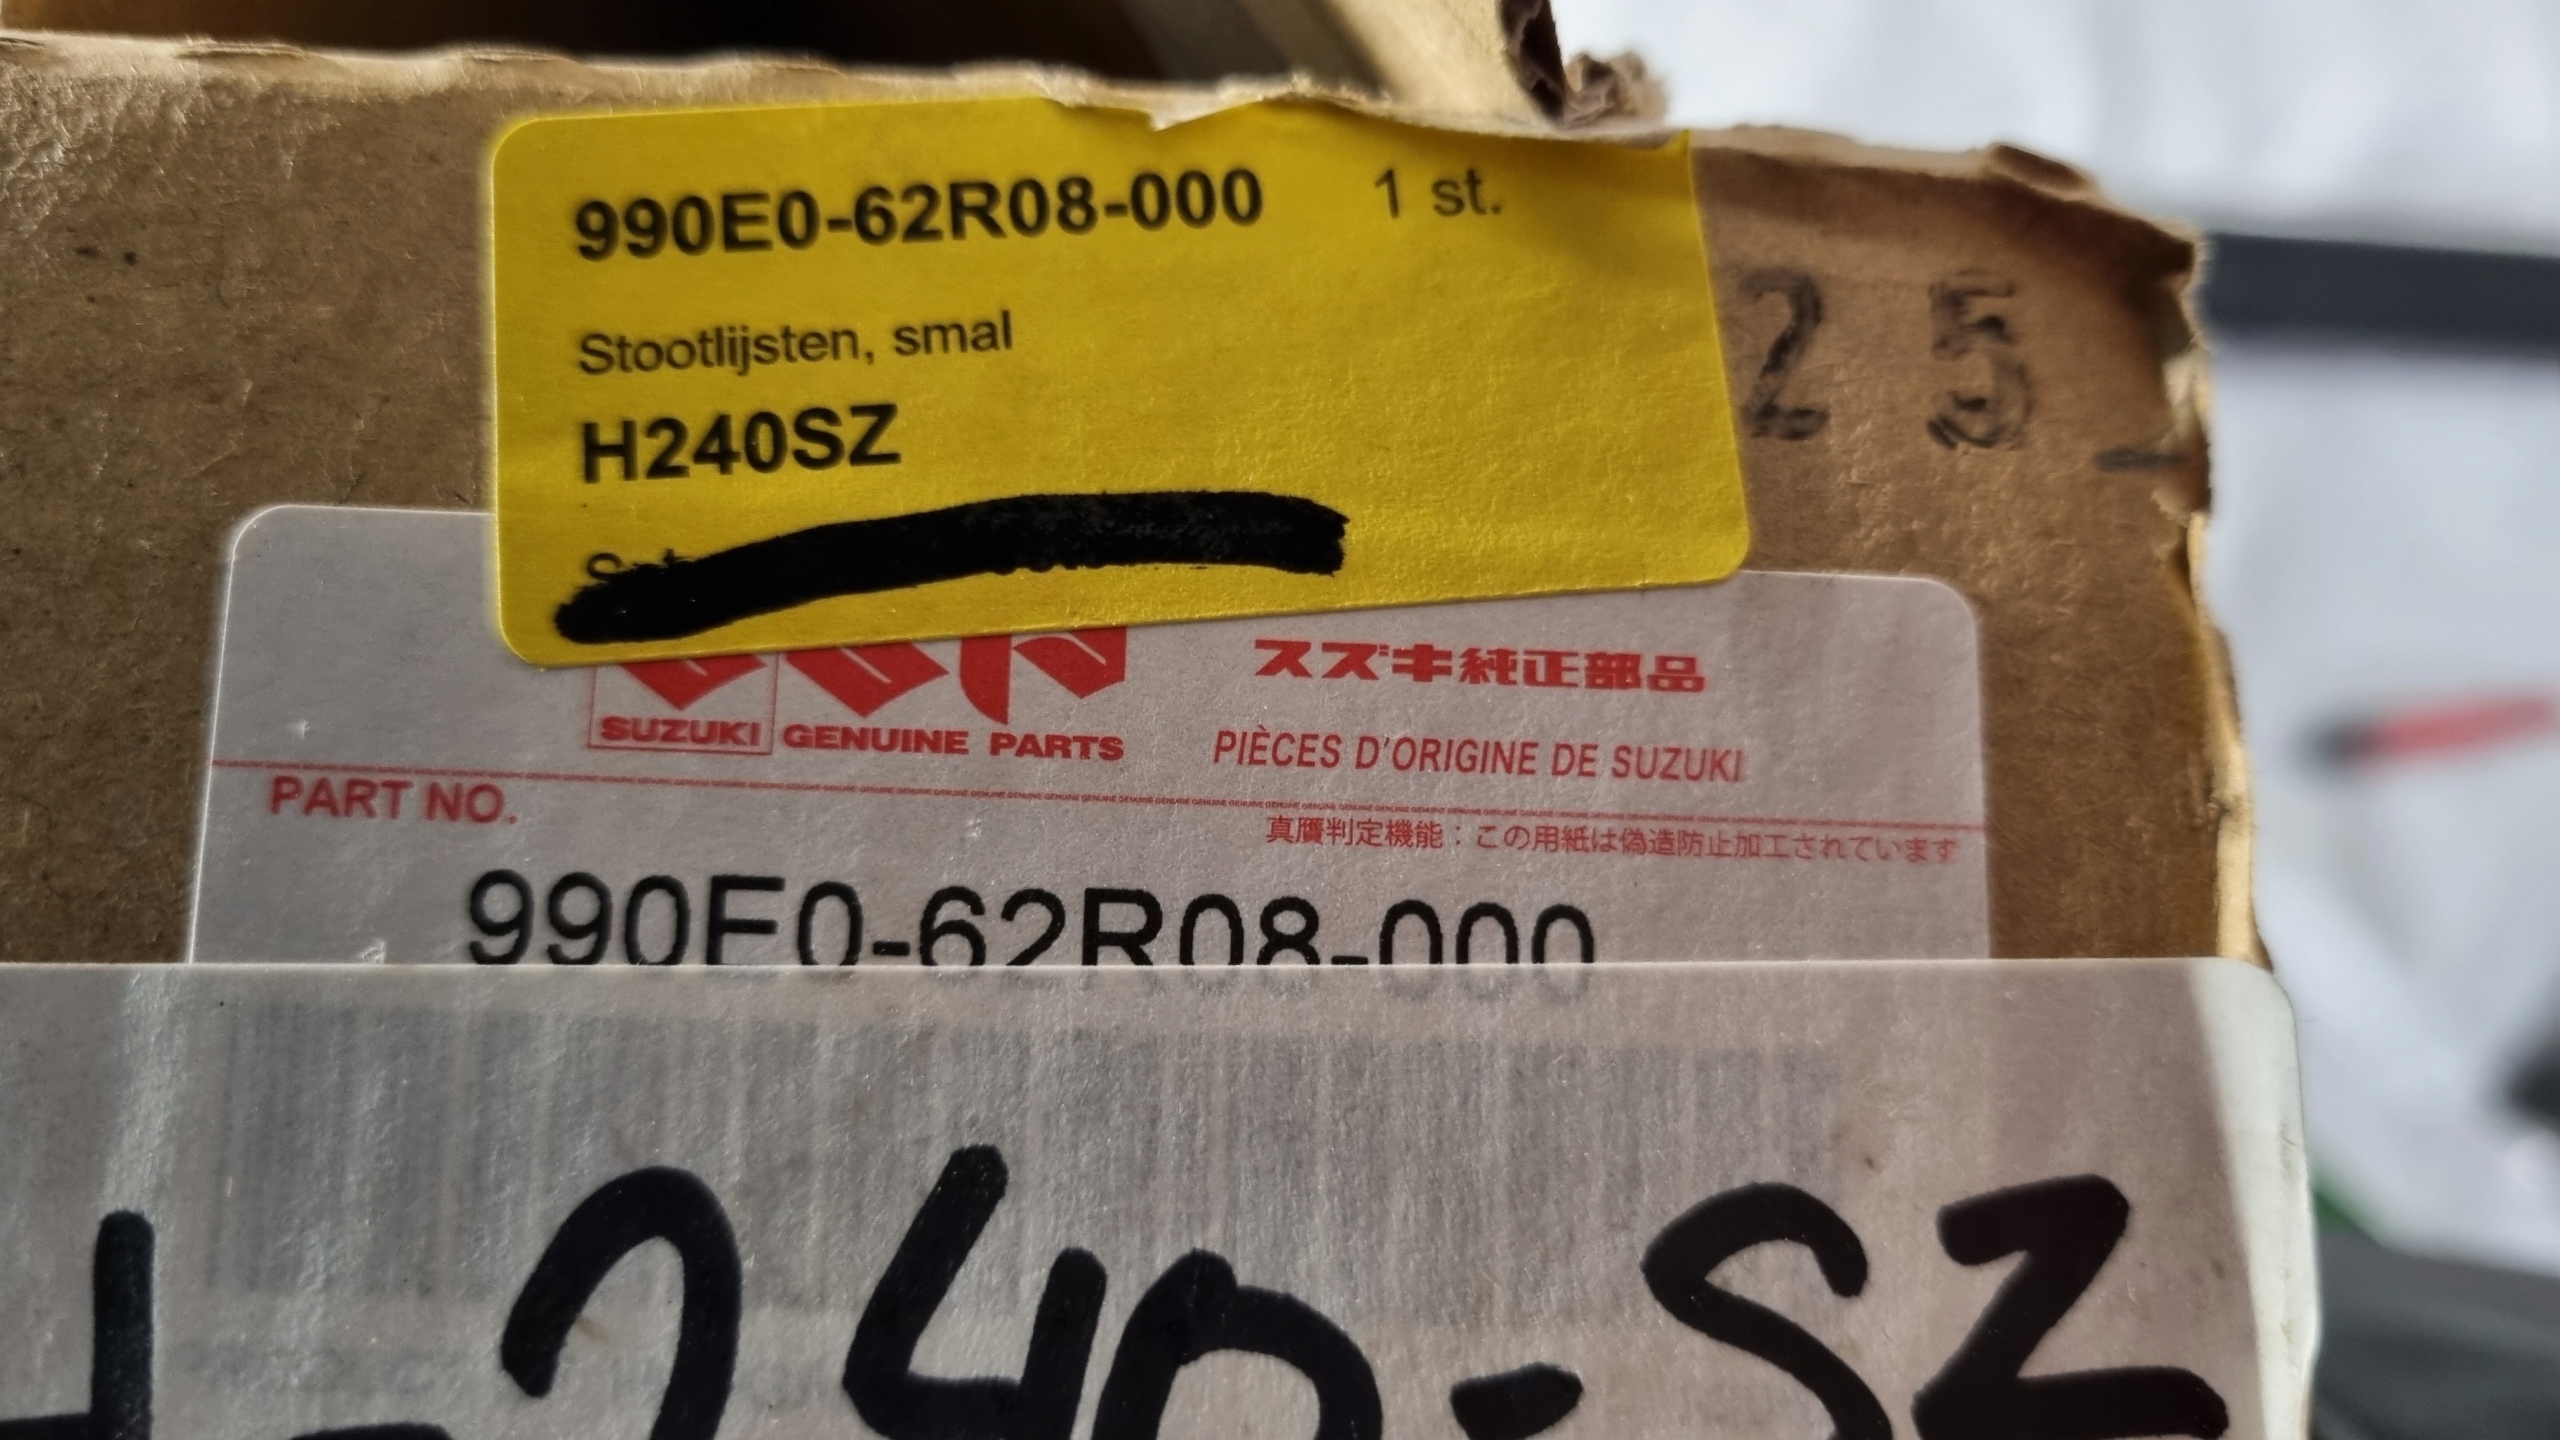 990E0-62R08-000 1 st.
Stootlijsten, smal
H240SZ
25
SUZUKI GENUINE PARTS
スズキ純正部品
PIÈCES D'ORIGINE DE SUZUKI
PART NO.
真贋判定機能：この用紙は偽造防止加工されています
990E0-62R08-000
H-240-SZ